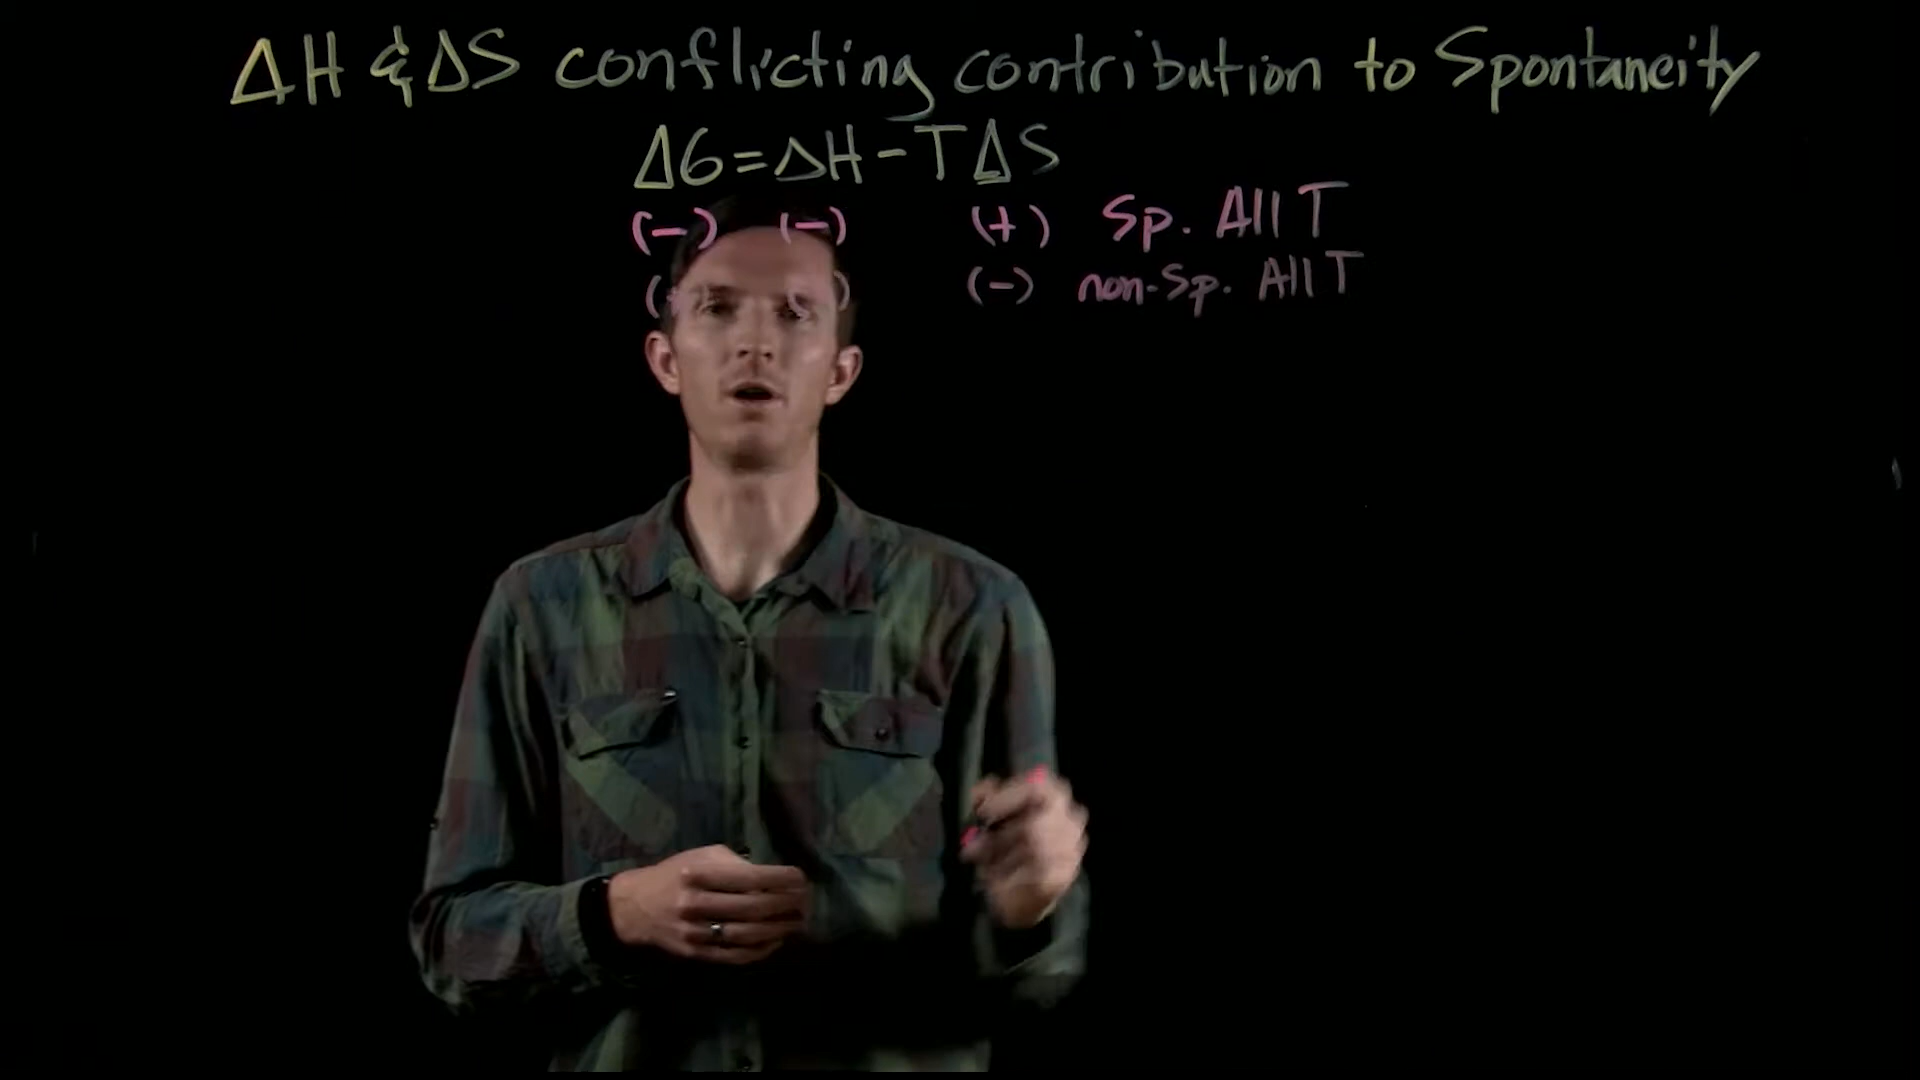 ΔH & ΔS conflicting contribution to Spontaneity
ΔG=ΔH-TΔS
(-) (-) (+) Sp. All T
(-) non-Sp. All T